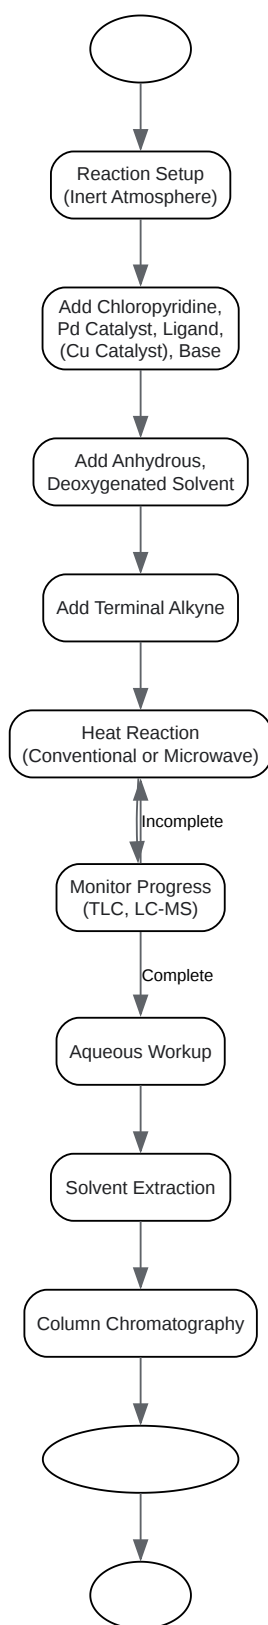 Reaction Setup
(Inert Atmosphere)
Add Chloropyridine,
Pd Catalyst, Ligand,
(Cu Catalyst), Base
Add Anhydrous,
Deoxygenated Solvent
Add Terminal Alkyne
Heat Reaction
(Conventional or Microwave)
Incomplete
Monitor Progress
(TLC, LC-MS)
Complete
Aqueous Workup
Solvent Extraction
Column Chromatography